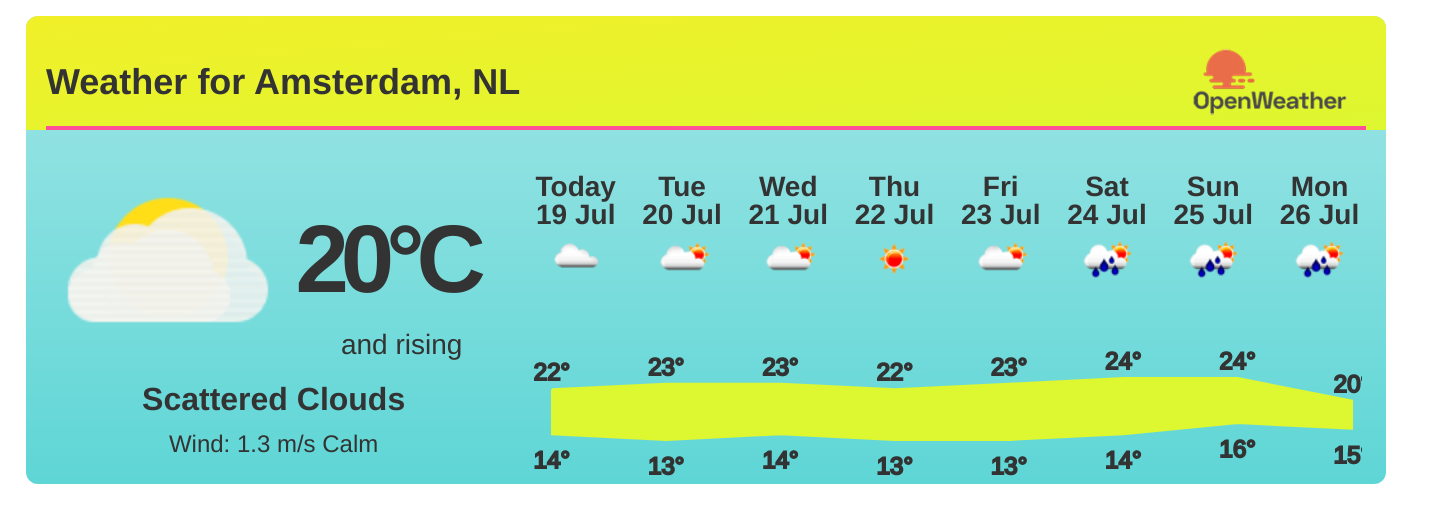 Weather for Amsterdam, NL
OpenWeather
20°C
and rising
Scattered Clouds
Wind: 1.3 m/s Calm
Today Tue Wed Thu Fri Sat Sun Mon
19 Jul 20 Jul 21 Jul 22 Jul 23 Jul 24 Jul 25 Jul 26 Jul
22° 23° 23° 22° 23° 24° 24° 20°
14° 13° 14° 13° 13° 14° 16° 15°